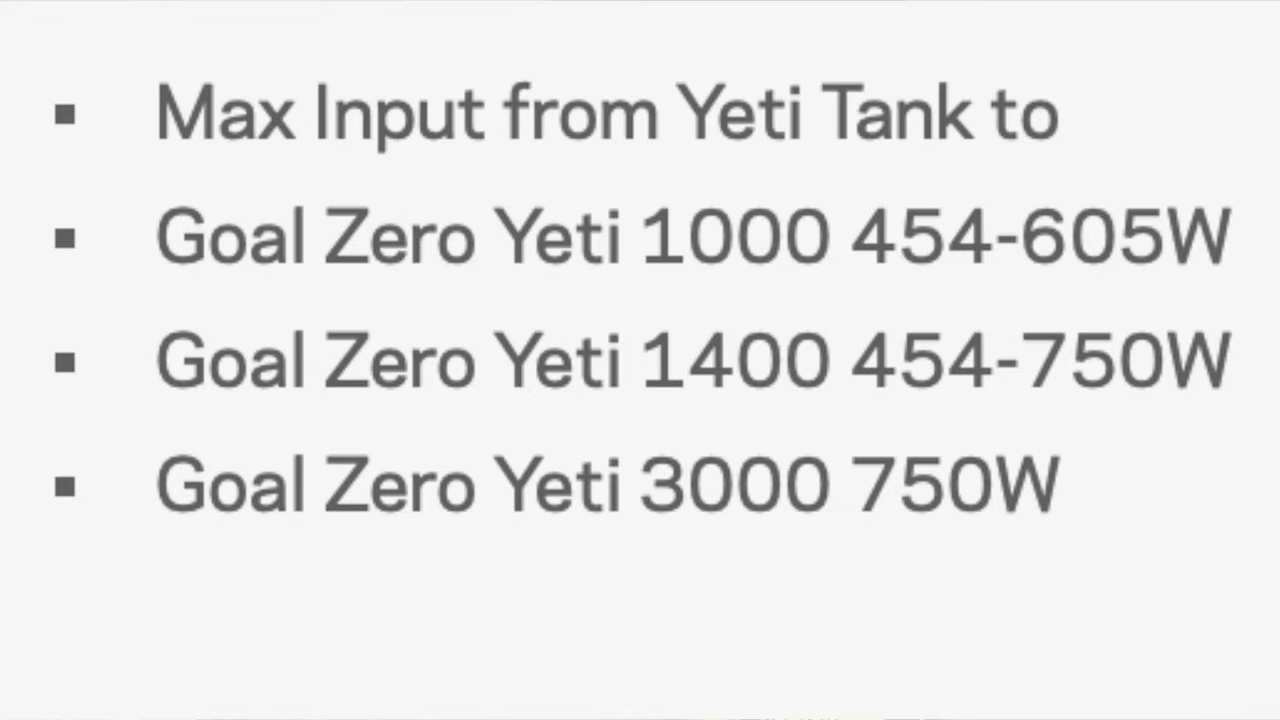 ▪ Max Input from Yeti Tank to
▪ Goal Zero Yeti 1000 454-605W
▪ Goal Zero Yeti 1400 454-750W
▪ Goal Zero Yeti 3000 750W